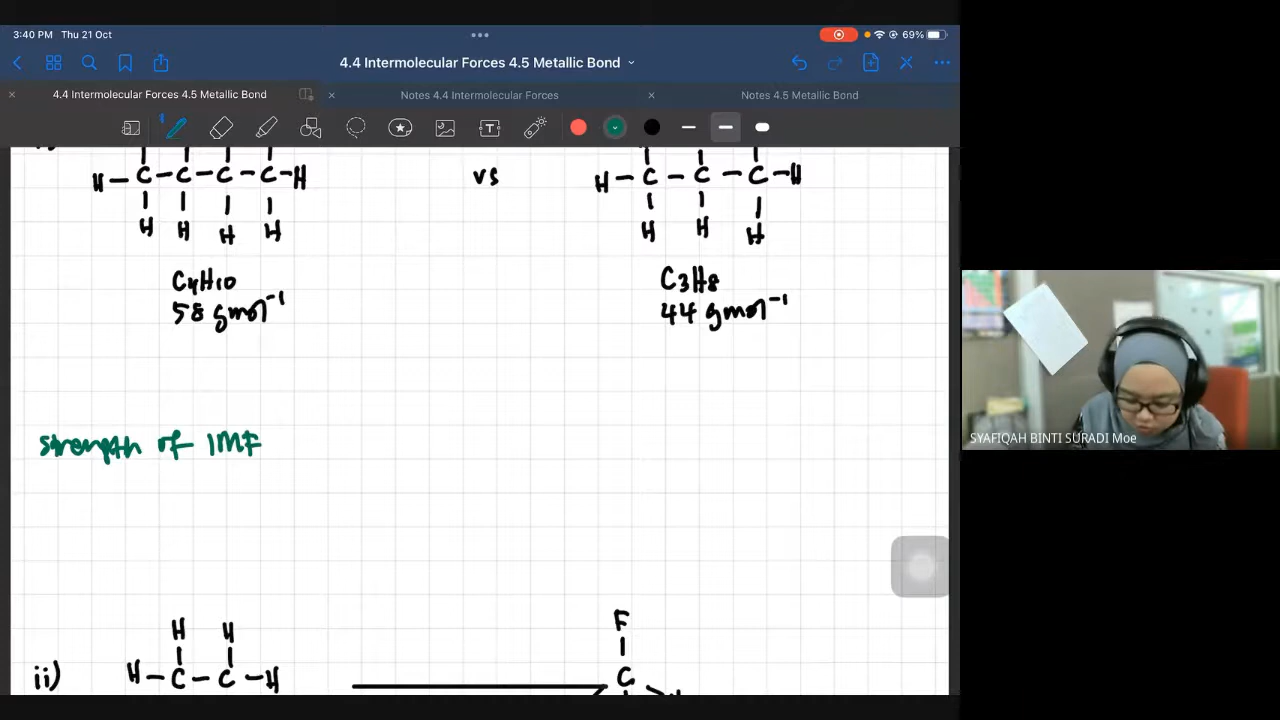 3:40 PM Thu 21 Oct
69%
4.4 Intermolecular Forces 4.5 Metallic Bond
4.4 Intermolecular Forces 4.5 Metallic Bond
Notes 4.4 Intermolecular Forces
Notes 4.5 Metallic Bond
H - C - C - C - C - H
vs
H - C - C - C - H
H H H H
H H H
C4H10
58 gmol⁻¹
C3H8
44 gmol⁻¹
strength of IMF
SYAFIQAH BINTI SURADI Moe
H H
F
ii)
H - C - C - H
C